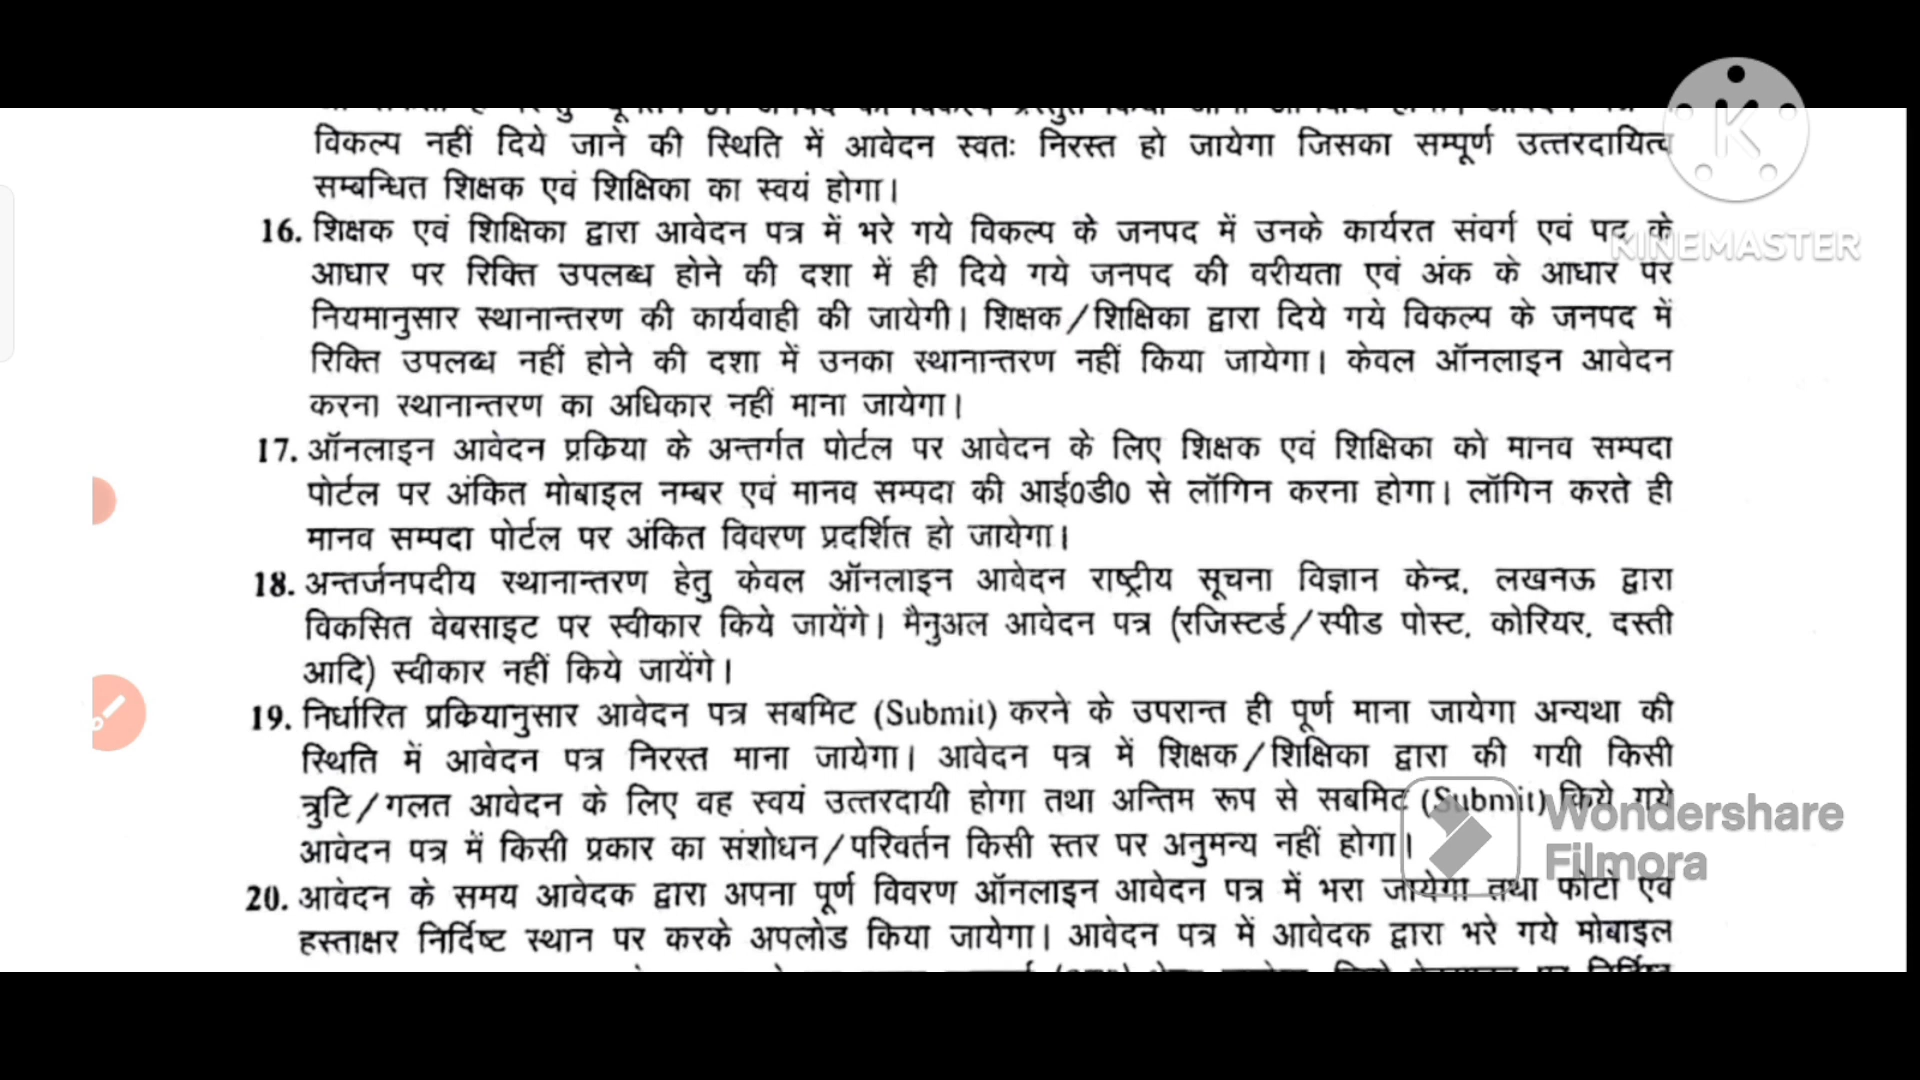 विकल्प नहीं दिये जाने की स्थिति में आवेदन स्वतः निरस्त हो जायेगा जिसका सम्पूर्ण उत्तरदायित्व
सम्बन्धित शिक्षक एवं शिक्षिका का स्वयं होगा।
16. शिक्षक एवं शिक्षिका द्वारा आवेदन पत्र में भरे गये विकल्प के जनपद में उनके कार्यरत संवर्ग एवं पद के
आधार पर रिक्ति उपलब्ध होने की दशा में ही दिये गये जनपद की वरीयता एवं अंक के आधार पर
नियमानुसार स्थानान्तरण की कार्यवाही की जायेगी। शिक्षक/शिक्षिका द्वारा दिये गये विकल्प के जनपद में
रिक्ति उपलब्ध नहीं होने की दशा में उनका स्थानान्तरण नहीं किया जायेगा। केवल ऑनलाइन आवेदन
करना स्थानान्तरण का अधिकार नहीं माना जायेगा।
17. ऑनलाइन आवेदन प्रक्रिया के अन्तर्गत पोर्टल पर आवेदन के लिए शिक्षक एवं शिक्षिका को मानव सम्पदा
पोर्टल पर अंकित मोबाइल नम्बर एवं मानव सम्पदा की आई0डी0 से लॉगिन करना होगा। लॉगिन करते ही
मानव सम्पदा पोर्टल पर अंकित विवरण प्रदर्शित हो जायेगा।
18. अन्तर्जनपदीय स्थानान्तरण हेतु केवल ऑनलाइन आवेदन राष्ट्रीय सूचना विज्ञान केन्द्र, लखनऊ द्वारा
विकसित वेबसाइट पर स्वीकार किये जायेंगे। मैनुअल आवेदन पत्र (रजिस्टर्ड/स्पीड पोस्ट, कोरियर, दस्ती
आदि) स्वीकार नहीं किये जायेंगे।
19. निर्धारित प्रक्रियानुसार आवेदन पत्र सबमिट (Submit) करने के उपरान्त ही पूर्ण माना जायेगा अन्यथा की
स्थिति में आवेदन पत्र निरस्त माना जायेगा। आवेदन पत्र में शिक्षक/शिक्षिका द्वारा की गयी किसी
त्रुटि/गलत आवेदन के लिए वह स्वयं उत्तरदायी होगा तथा अन्तिम रूप से सबमिट (Submit) किये गये
आवेदन पत्र में किसी प्रकार का संशोधन/परिवर्तन किसी स्तर पर अनुमन्य नहीं होगा।
20. आवेदन के समय आवेदक द्वारा अपना पूर्ण विवरण ऑनलाइन आवेदन पत्र में भरा जायेगा तथा फोटो एवं
हस्ताक्षर निर्दिष्ट स्थान पर करके अपलोड किया जायेगा। आवेदन पत्र में आवेदक द्वारा भरे गये मोबाइल
KINEMASTER
Wondershare
Filmora